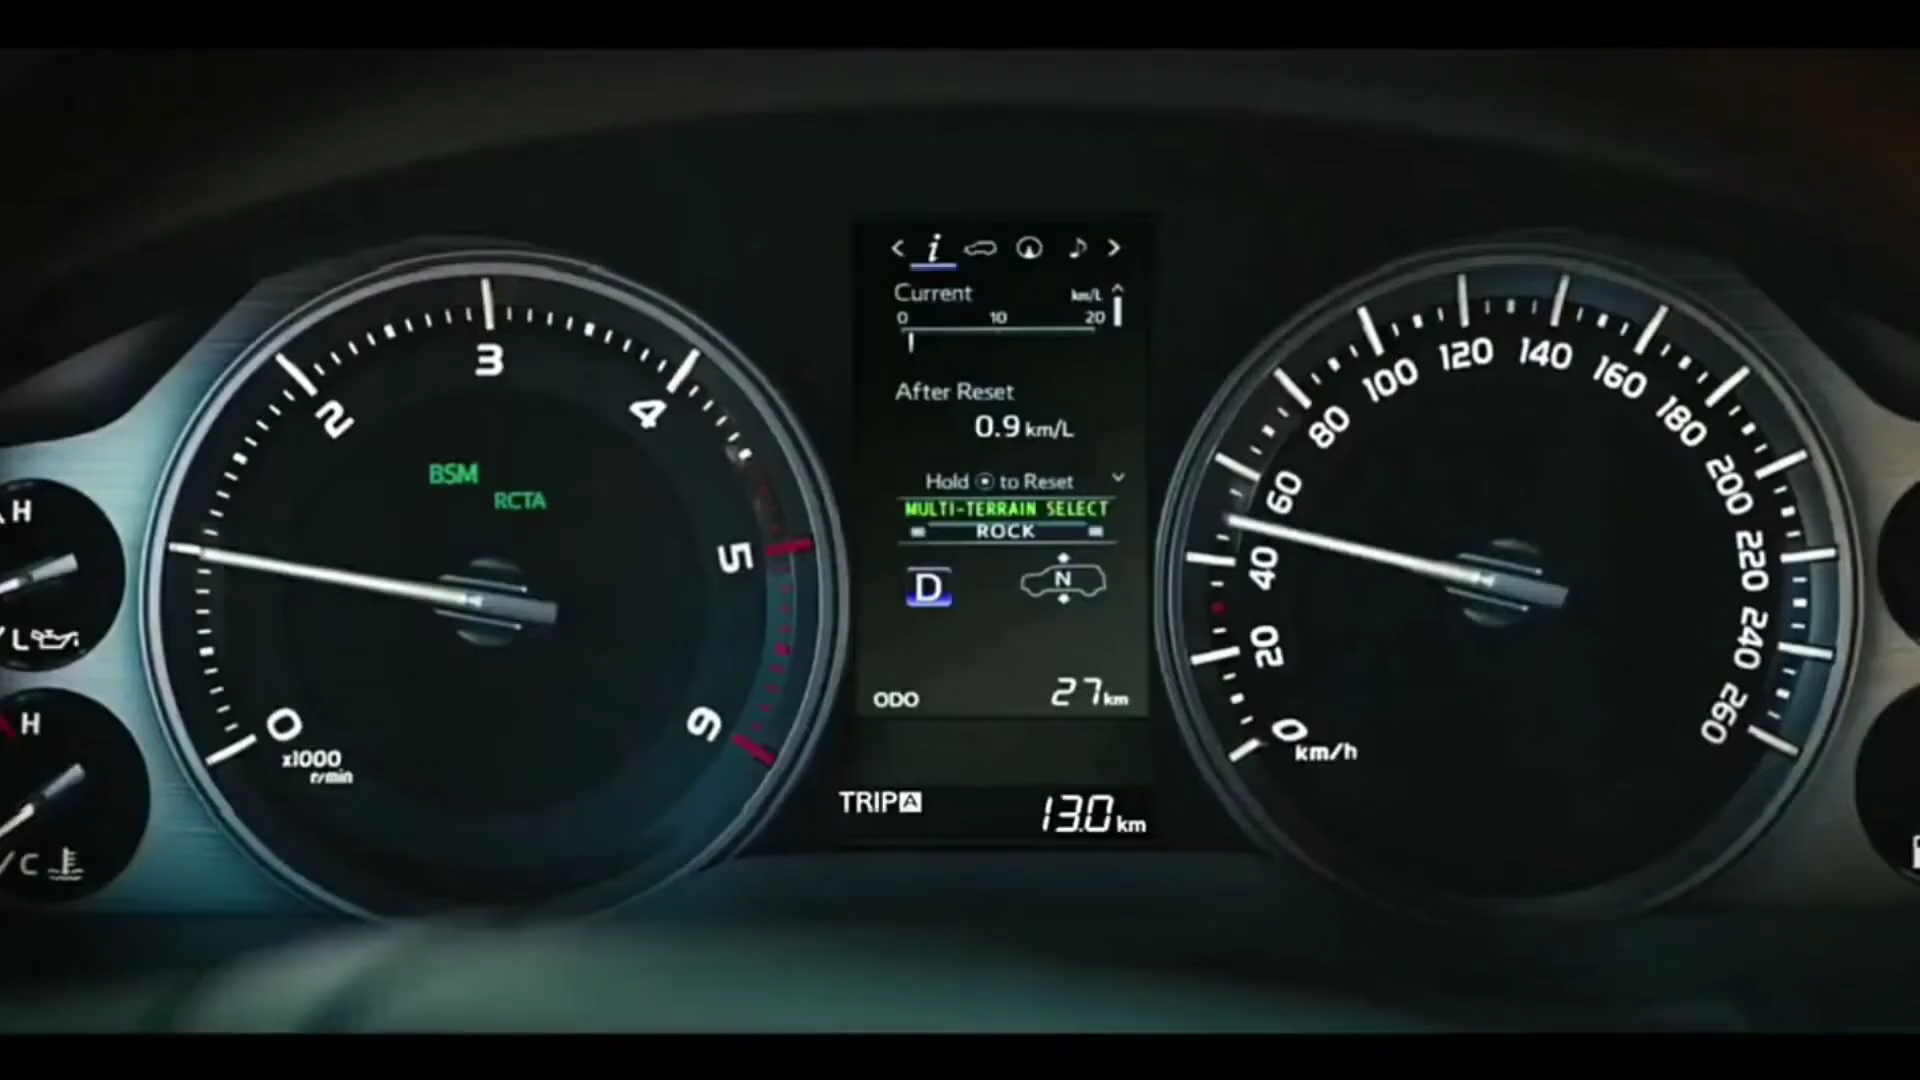 Current km/L
0 10 20
After Reset
0.9 km/L
Hold to Reset
MULTI-TERRAIN SELECT
ROCK
D N
ODO 27 km
TRIP A 13.0 km
BSM
RCTA
0 2 3 4 5 6
x1000
r/min
0 20 40 60 80 100 120 140 160 180 200 220 240 260
km/h
H
L
H
C